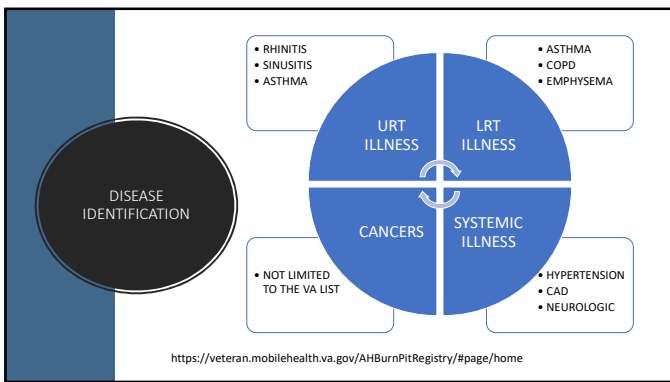 DISEASE
IDENTIFICATION
• RHINITIS
• SINUSITIS
• ASTHMA
URT
ILLNESS
• ASTHMA
• COPD
• EMPHYSEMA
LRT
ILLNESS
• NOT LIMITED
TO THE VA LIST
CANCERS
SYSTEMIC
ILLNESS
• HYPERTENSION
• CAD
• NEUROLOGIC
https://veteran.mobilehealth.va.gov/AHBurnPitRegistry/#page/home